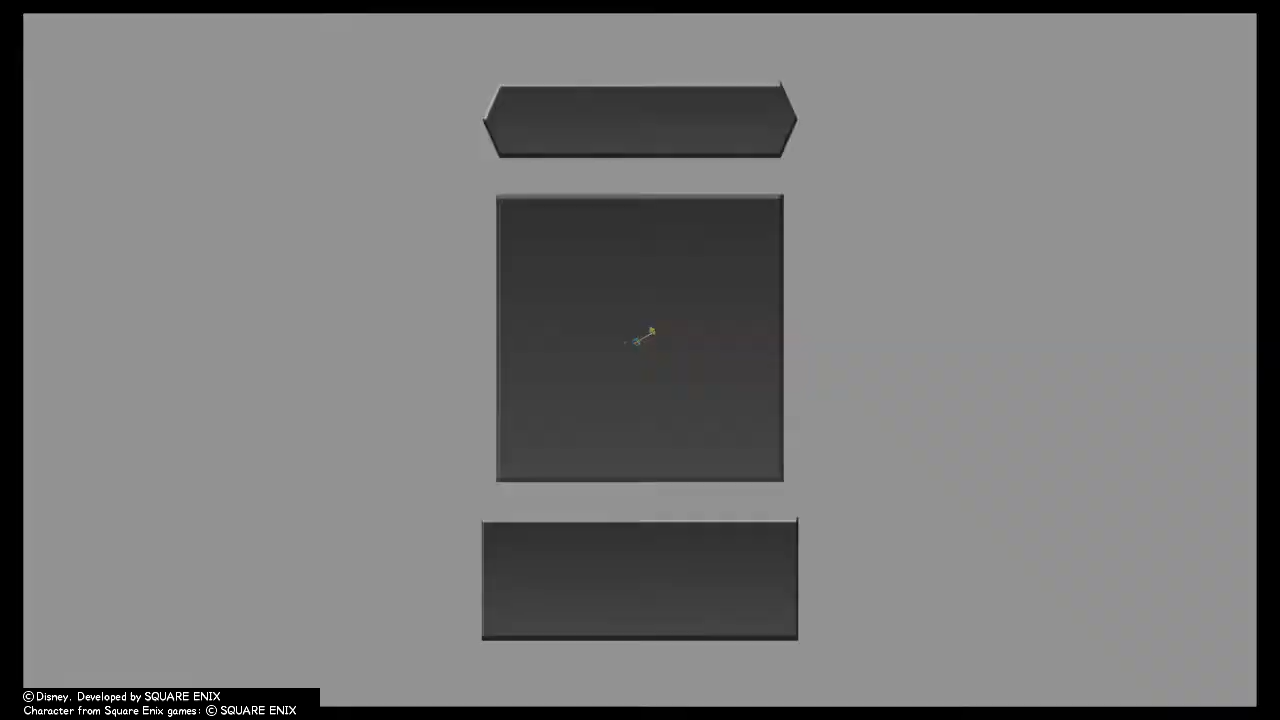 ©Disney. Developed by SQUARE ENIX
Character from Square Enix games: © SQUARE ENIX